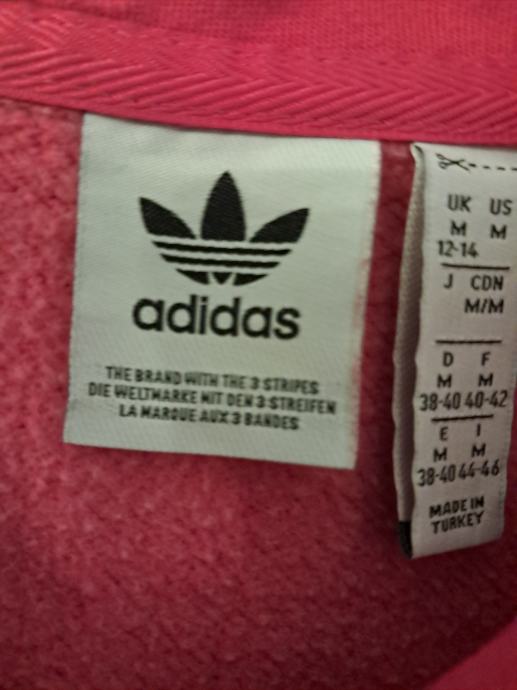 adidas
THE BRAND WITH THE 3 STRIPES
DIE WELTMARKE MIT DEN 3 STREIFEN
LA MARQUE AUX 3 BANDES
UK US
M M
12-14
J CDN
M/M
D F
M M
38-40 40-42
E I
M M
38-40 44-46
MADE IN
TURKEY